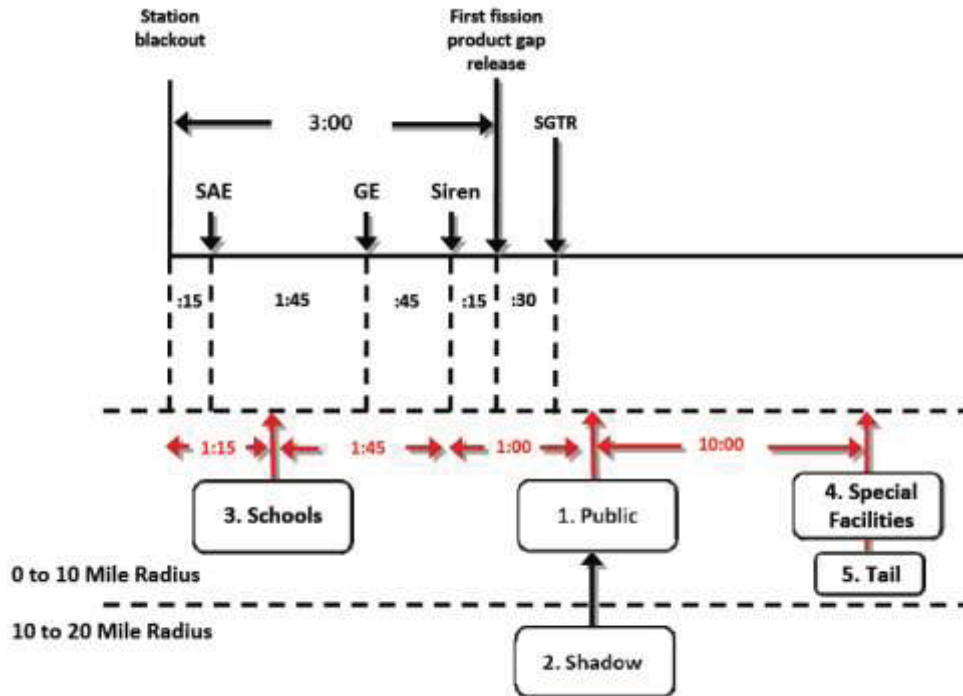 Station
blackout
First fission
product gap
release
3:00
SGTR
SAE
GE
Siren
:15
1:45
:45
:15
:30
1:15
1:45
1:00
10:00
3. Schools
1. Public
4. Special
Facilities
5. Tail
0 to 10 Mile Radius
10 to 20 Mile Radius
2. Shadow